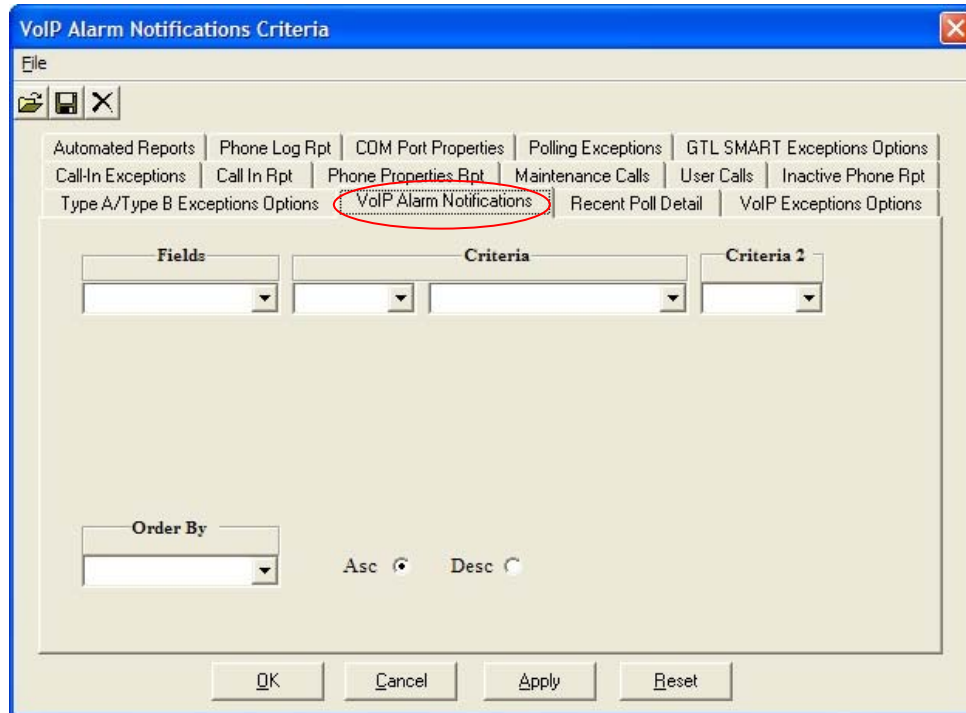 VoIP Alarm Notifications Criteria
File
Automated Reports Phone Log Rpt COM Port Properties Polling Exceptions GTL SMART Exceptions Options
Call-In Exceptions Call In Rpt Phone Properties Rpt Maintenance Calls User Calls Inactive Phone Rpt
Type A/Type B Exceptions Options VoIP Alarm Notifications Recent Poll Detail VoIP Exceptions Options
Fields Criteria Criteria 2
Order By
Asc Desc
OK Cancel Apply Reset